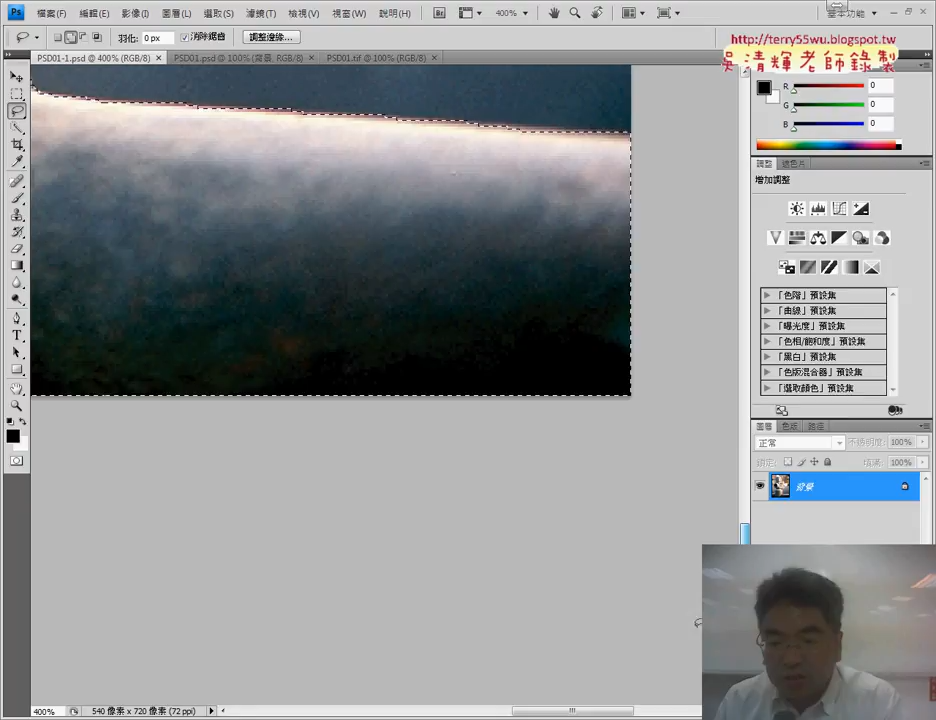 檔案(F) 編輯(E) 影像(I) 圖層(L) 選取(S) 濾鏡(T) 檢視(V) 視窗(W) 說明(H) Br 400% 基本功能
羽化: 0 px 消除鋸齒 調整邊緣...
http://terry55wu.blogspot.tw
吳清輝老師錄製
PSD01-1.psd @ 400% (RGB/8) PSD01.psd @ 100% (背景, RGB/8) PSD01.tif @ 100% (RGB/8)
R 0
G 0
B 0
調整 遮色片
增加調整
「色階」預設集
「曲線」預設集
「曝光度」預設集
「色相/飽和度」預設集
「黑白」預設集
「色版混合器」預設集
「選取顏色」預設集
圖層 色版 路徑
正常 不透明度: 100%
鎖定: 填滿: 100%
背景
400% 540 像素 x 720 像素 (72 ppi)